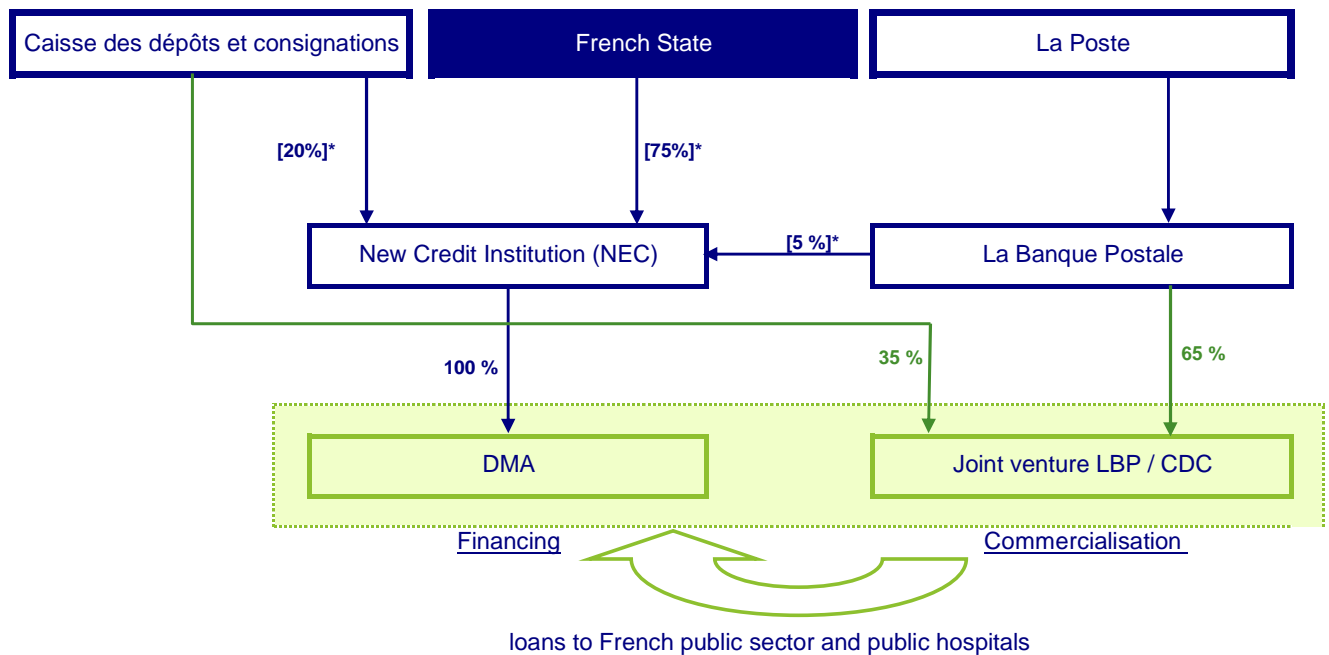 Caisse des dépôts et consignations
French State
La Poste
[20%]*
[75%]*
New Credit Institution (NEC)
[5 %]*
La Banque Postale
100 %
35 %
65 %
DMA
Joint venture LBP / CDC
Financing
Commercialisation
loans to French public sector and public hospitals